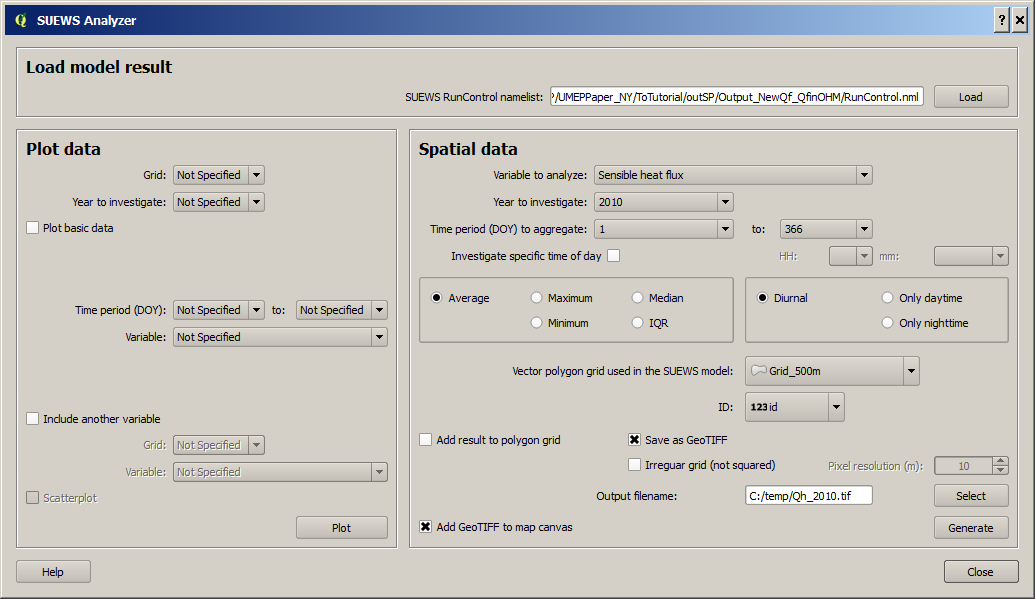 SUEWS Analyzer
Load model result
SUEWS RunControl namelist: ?/UMEPPaper_NY/ToTutorial/outSP/Output_NewQf_QfinOHM/RunControl.nml Load
Plot data
Grid: Not Specified
Year to investigate: Not Specified
Plot basic data
Time period (DOY): Not Specified to: Not Specified
Variable: Not Specified
Include another variable
Grid: Not Specified
Variable: Not Specified
Scatterplot
Plot
Spatial data
Variable to analyze: Sensible heat flux
Year to investigate: 2010
Time period (DOY) to aggregate: 1 to: 366
Investigate specific time of day HH: mm:
Average Maximum Median
Minimum IQR
Diurnal Only daytime
Only nighttime
Vector polygon grid used in the SUEWS model: Grid_500m
ID: 123 id
Add result to polygon grid Save as GeoTIFF
Irreguar grid (not squared) Pixel resolution (m): 10
Output filename: C:/temp/Qh_2010.tif Select
Add GeoTIFF to map canvas Generate
Help Close